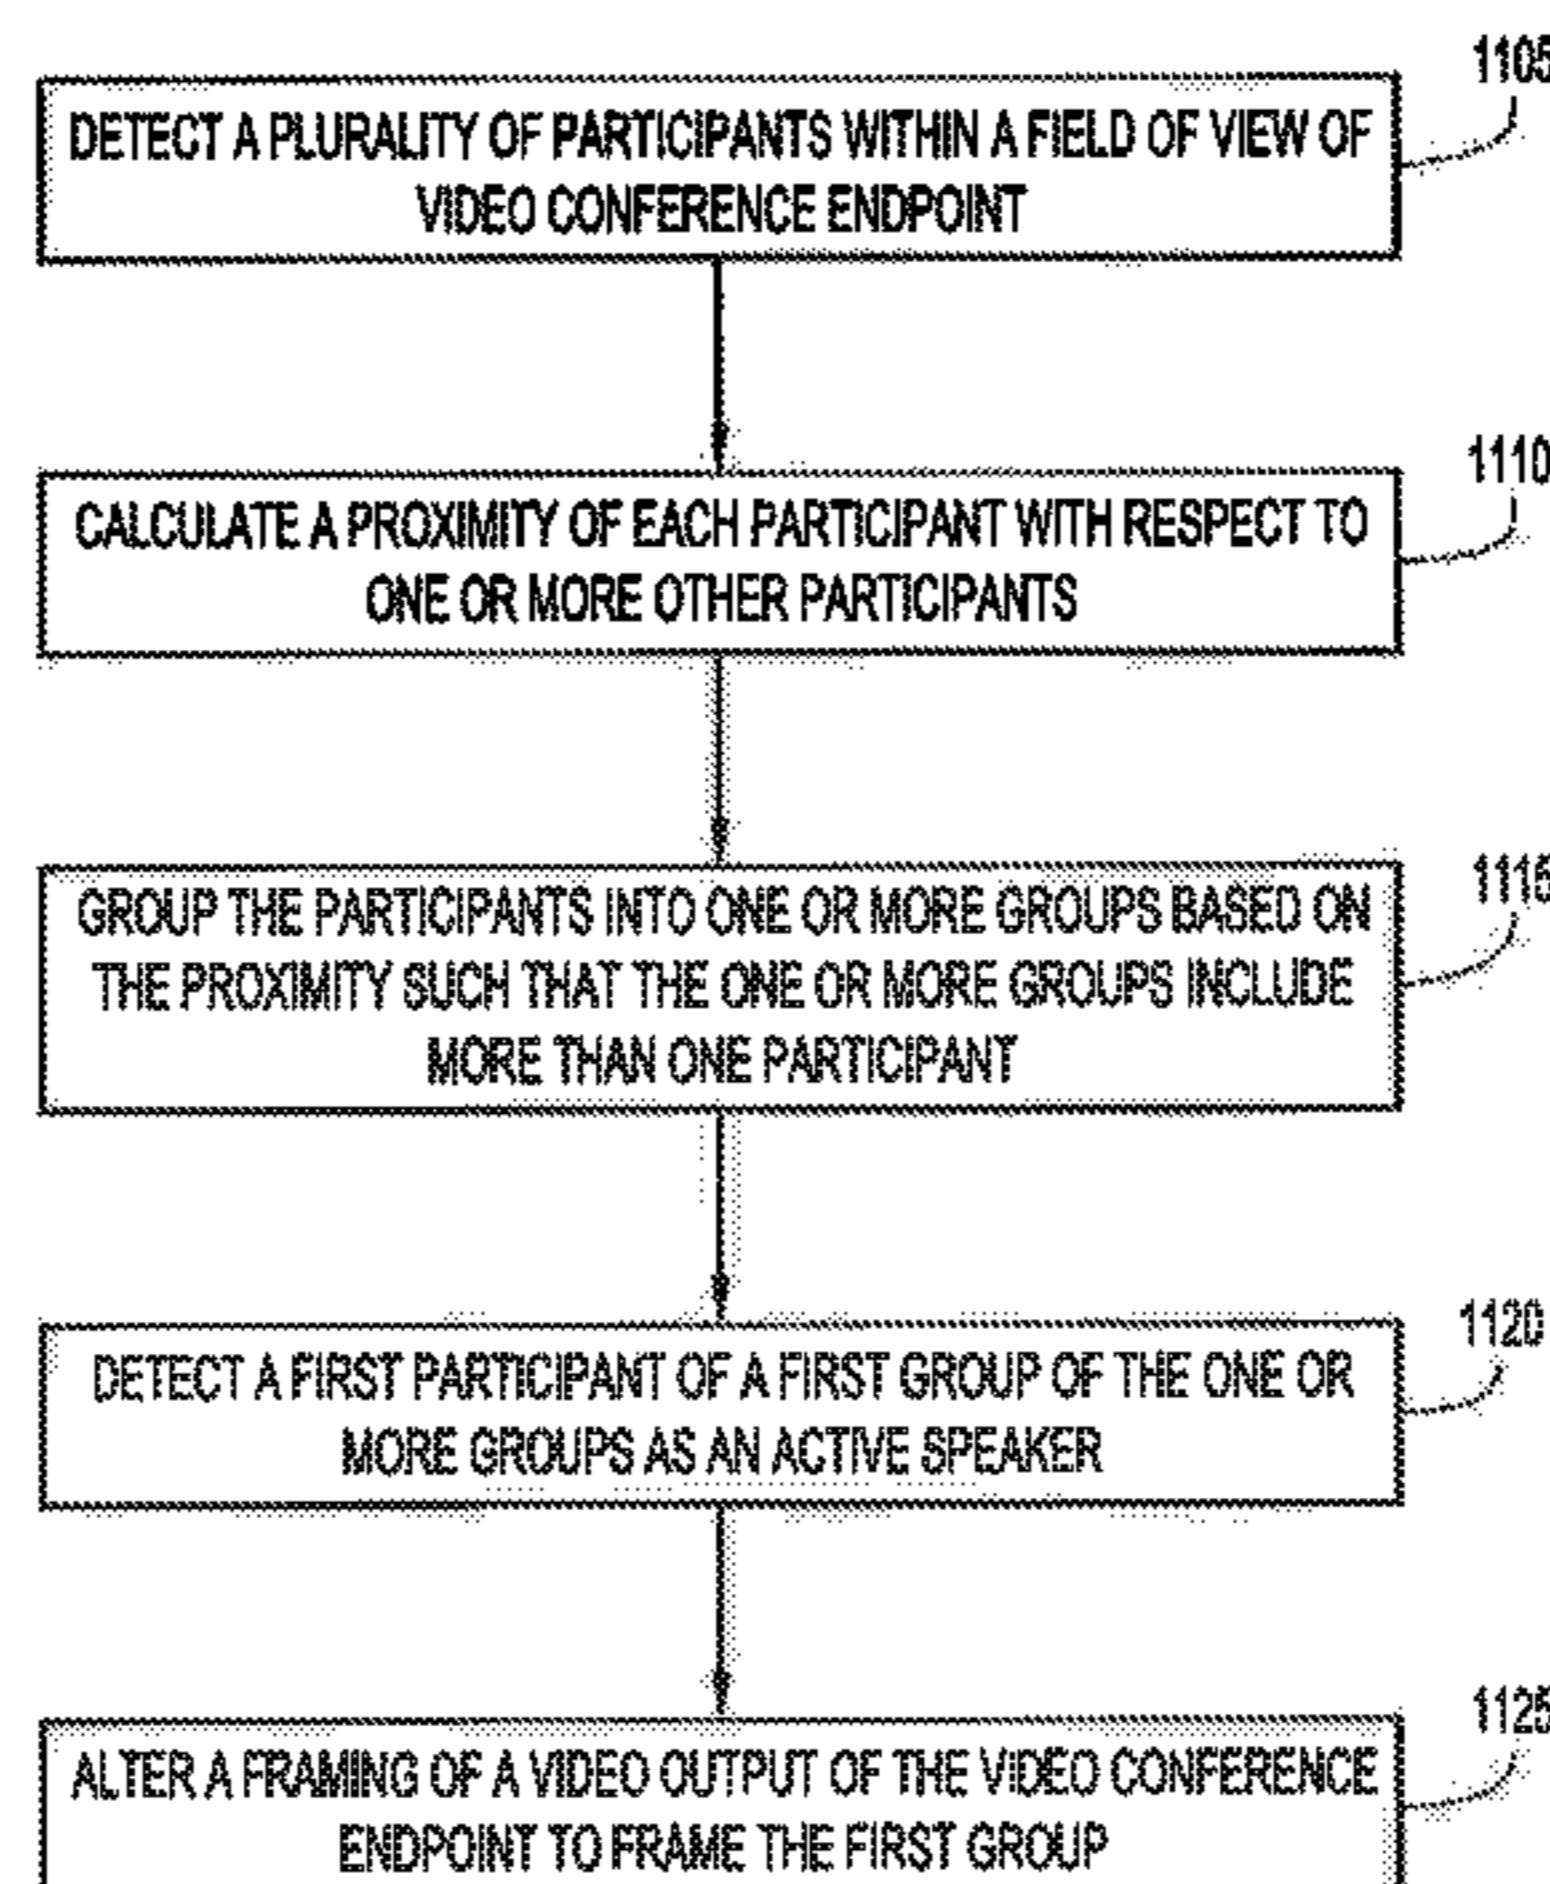 1105
DETECT A PLURALITY OF PARTICIPANTS WITHIN A FIELD OF VIEW OF
VIDEO CONFERENCE ENDPOINT
1110
CALCULATE A PROXIMITY OF EACH PARTICIPANT WITH RESPECT TO
ONE OR MORE OTHER PARTICIPANTS
1115
GROUP THE PARTICIPANTS INTO ONE OR MORE GROUPS BASED ON
THE PROXIMITY SUCH THAT THE ONE OR MORE GROUPS INCLUDE
MORE THAN ONE PARTICIPANT
1120
DETECT A FIRST PARTICIPANT OF A FIRST GROUP OF THE ONE OR
MORE GROUPS AS AN ACTIVE SPEAKER
1125
ALTER A FRAMING OF A VIDEO OUTPUT OF THE VIDEO CONFERENCE
ENDPOINT TO FRAME THE FIRST GROUP